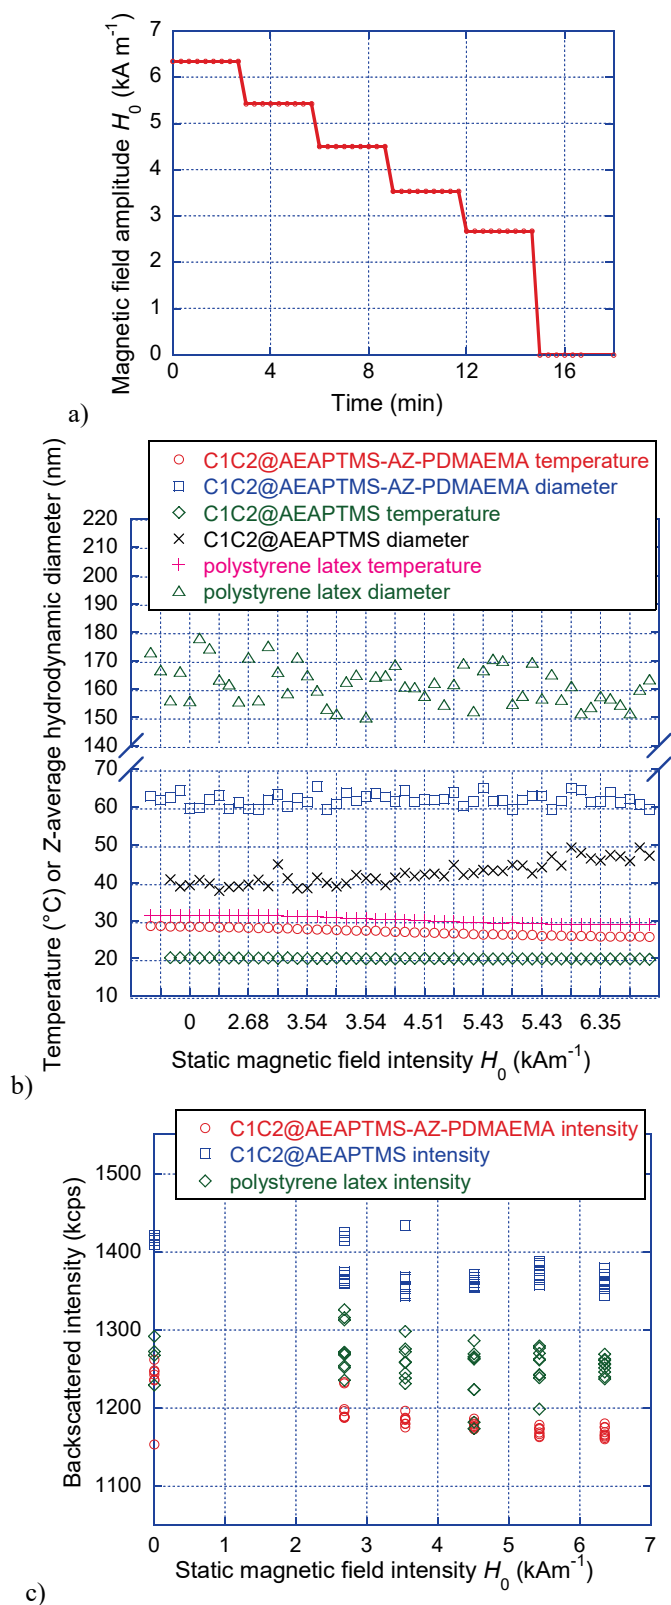 7
6
5
4
3
2
1
0
Magnetic field amplitude H0 (kA m-1)
0 4 8 12 16
Time (min)
a)
C1C2@AEAPTMS-AZ-PDMAEMA temperature
C1C2@AEAPTMS-AZ-PDMAEMA diameter
C1C2@AEAPTMS temperature
C1C2@AEAPTMS diameter
polystyrene latex temperature
polystyrene latex diameter
220
210
200
190
180
170
160
150
140
70
60
50
40
30
20
10
Temperature (°C) or Z-average hydrodynamic diameter (nm)
0 2.68 3.54 3.54 4.51 5.43 5.43 6.35
Static magnetic field intensity H0 (kAm-1)
b)
C1C2@AEAPTMS-AZ-PDMAEMA intensity
C1C2@AEAPTMS intensity
polystyrene latex intensity
1500
1400
1300
1200
1100
Backscattered intensity (kcps)
0 1 2 3 4 5 6 7
Static magnetic field intensity H0 (kAm-1)
c)